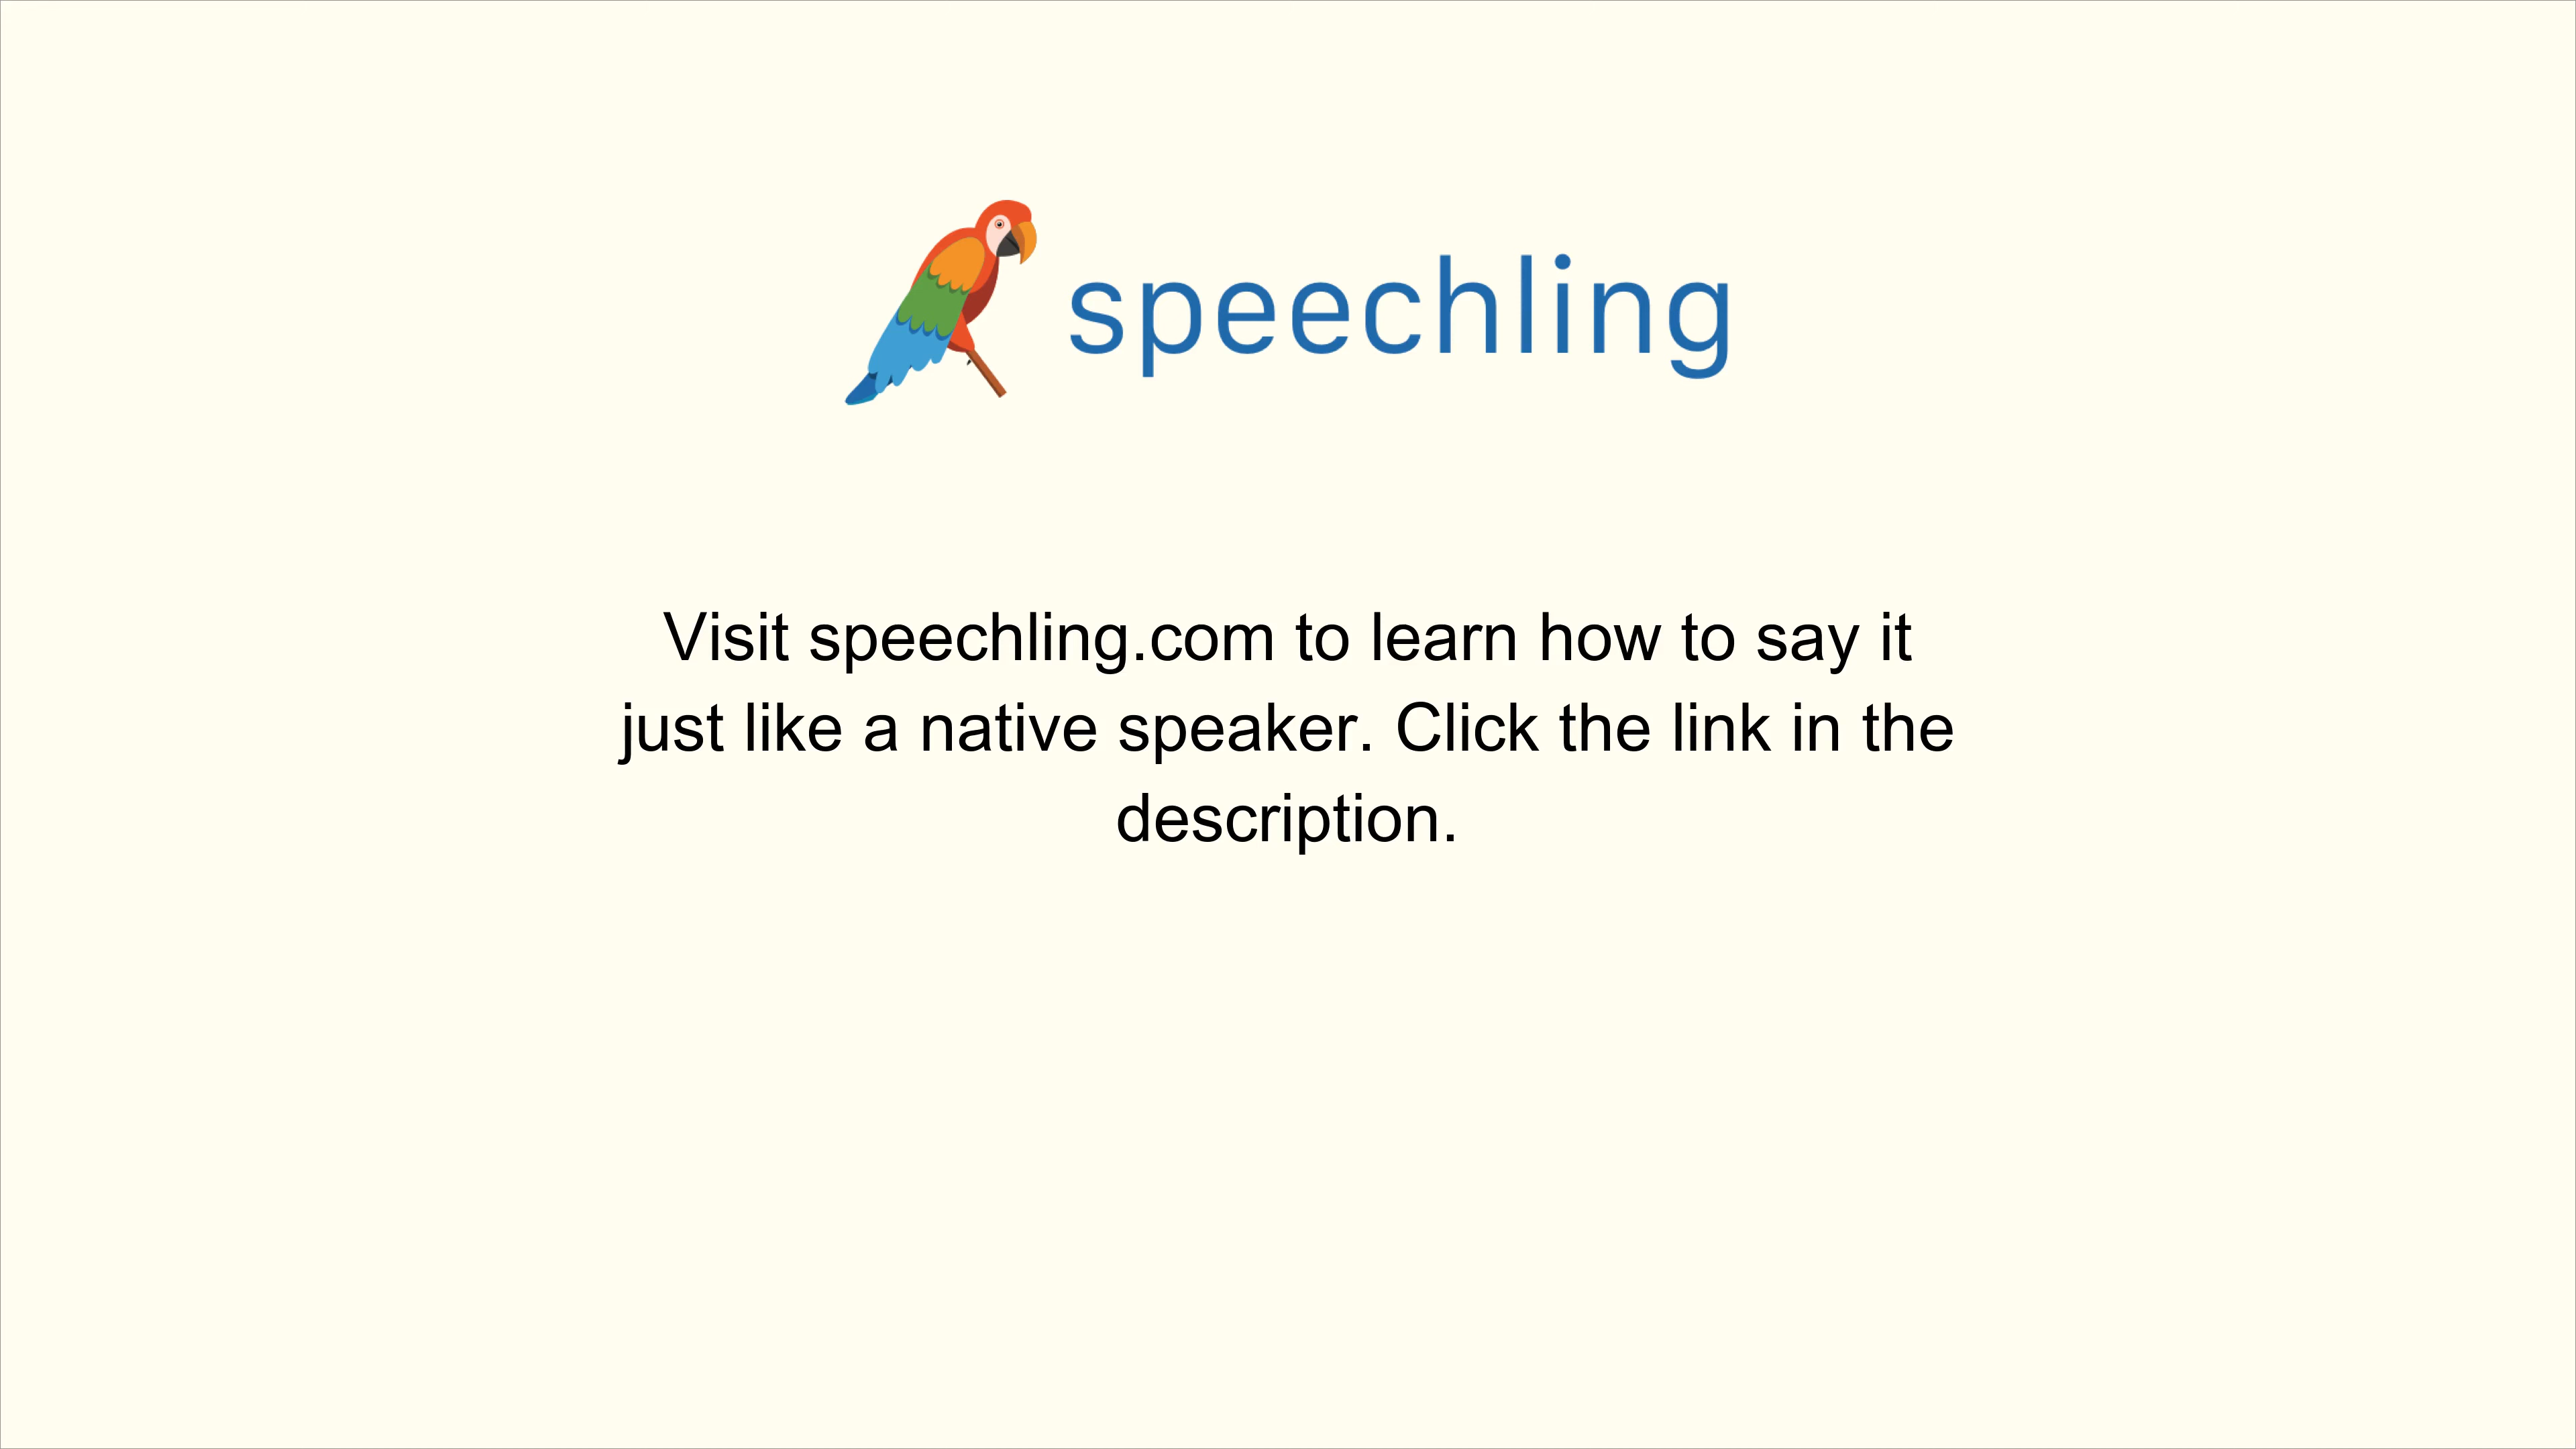 speechling
Visit speechling.com to learn how to say it
just like a native speaker. Click the link in the
description.